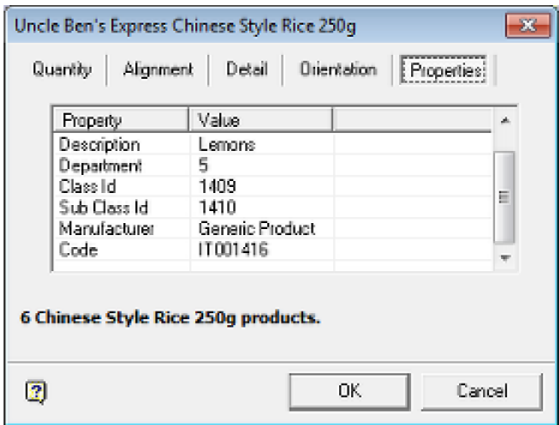 Uncle Ben's Express Chinese Style Rice 250g
Quantity Alignment Detail Orientation Properties
Property Value
Description Lemons
Department 5
Class Id 1409
Sub Class Id 1410
Manufacturer Generic Product
Code IT001416
6 Chinese Style Rice 250g products.
? OK Cancel